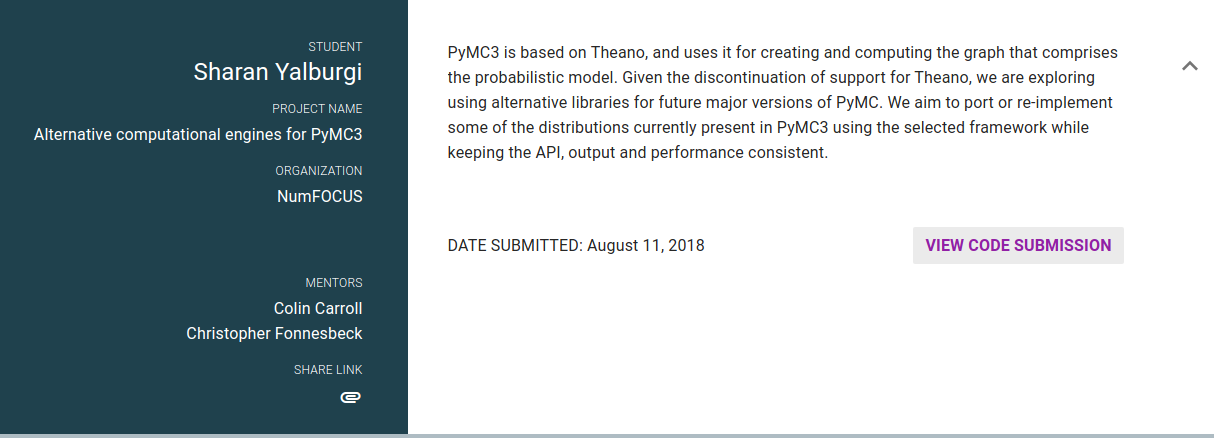 STUDENT
Sharan Yalburgi
PROJECT NAME
Alternative computational engines for PyMC3
ORGANIZATION
NumFOCUS
MENTORS
Colin Carroll
Christopher Fonnesbeck
SHARE LINK
PyMC3 is based on Theano, and uses it for creating and computing the graph that comprises
the probabilistic model. Given the discontinuation of support for Theano, we are exploring
using alternative libraries for future major versions of PyMC. We aim to port or re-implement
some of the distributions currently present in PyMC3 using the selected framework while
keeping the API, output and performance consistent.
DATE SUBMITTED: August 11, 2018
VIEW CODE SUBMISSION